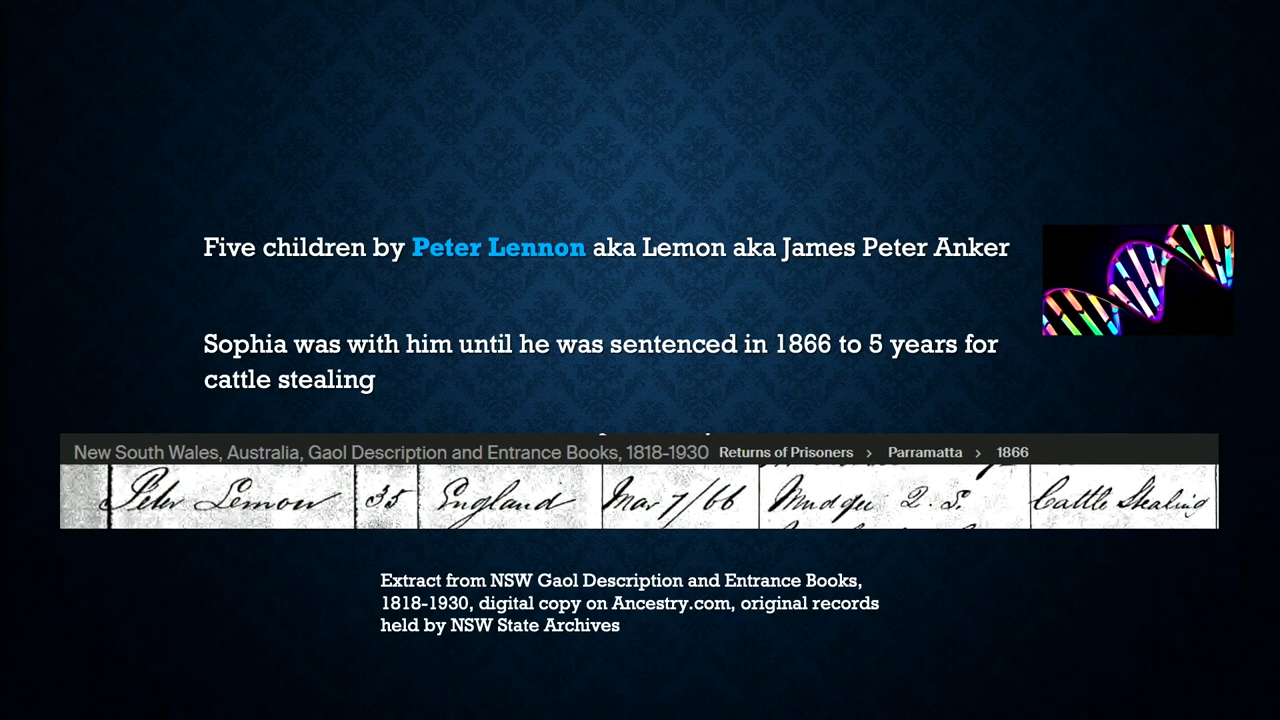 Five children by Peter Lennon aka Lemon aka James Peter Anker
Sophia was with him until he was sentenced in 1866 to 5 years for
cattle stealing
New South Wales, Australia, Gaol Description and Entrance Books, 1818-1930 Returns of Prisoners > Parramatta > 1866
Peter Lemon 35 England Mar 7/66 Mudgee Q. S. Cattle Stealing
Extract from NSW Gaol Description and Entrance Books,
1818-1930, digital copy on Ancestry.com, original records
held by NSW State Archives